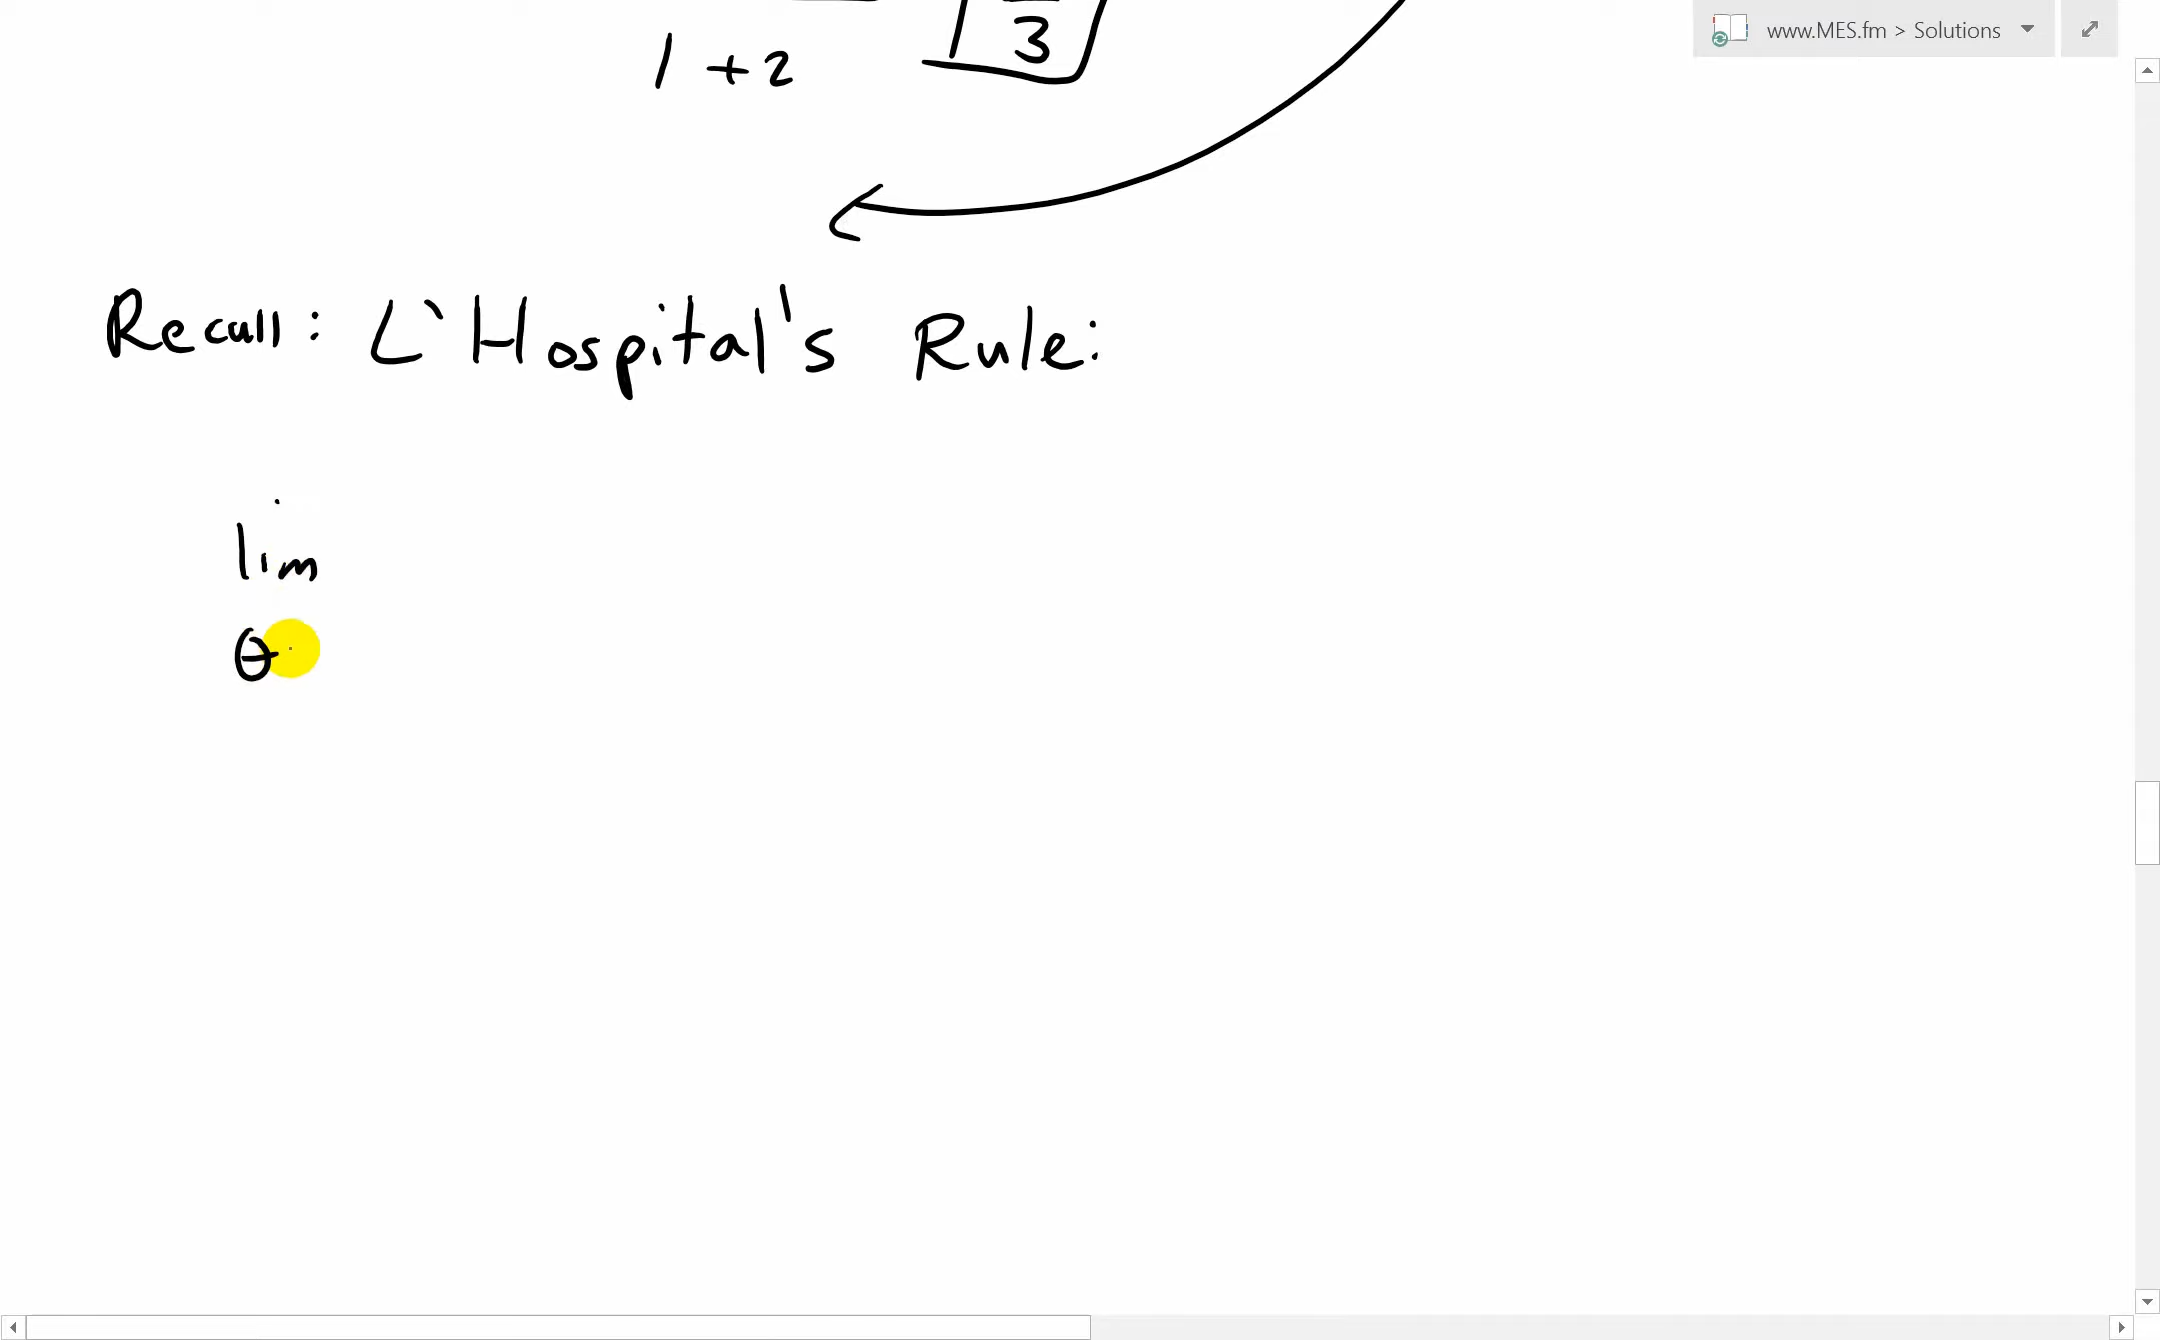 www.MES.fm > Solutions
3
1 + 2
Recall: L'Hospital's Rule:
lim
θ